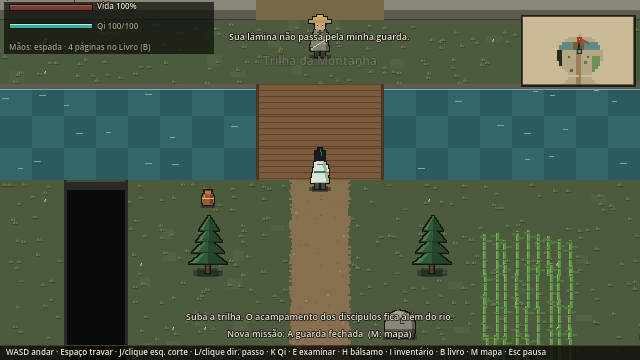 Vida 100%
Qi 100/100
Mãos: espada · 4 páginas no Livro (B)
Sua lâmina não passa pela minha guarda.
Trilha da Montanha
Suba a trilha. O acampamento dos discípulos fica além do rio.
Nova missão: A guarda fechada (M: mapa)
WASD andar · Espaço travar · J/clique esq. corte · L/clique dir. passo · K Qi · E examinar · H bálsamo · I inventário · B livro · M mapa · Esc pausa